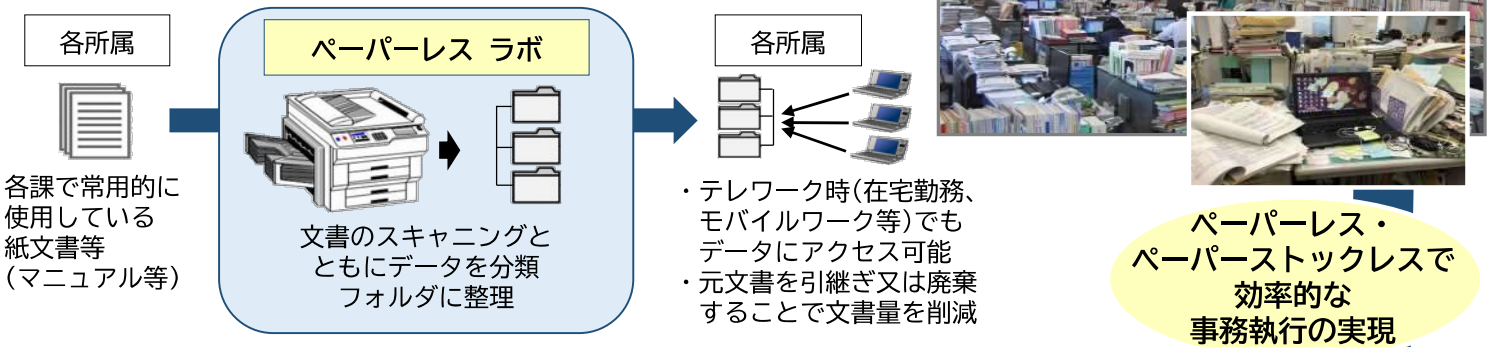 各所属
各課で常用的に
使用している
紙文書等
(マニュアル等)
ペーパーレス ラボ
文書のスキャニングと
ともにデータを分類
フォルダに整理
各所属
・テレワーク時(在宅勤務、
モバイルワーク等)でも
データにアクセス可能
・元文書を引継ぎ又は廃棄
することで文書量を削減
ペーパーレス・
ペーパーストックレスで
効率的な
事務執行の実現